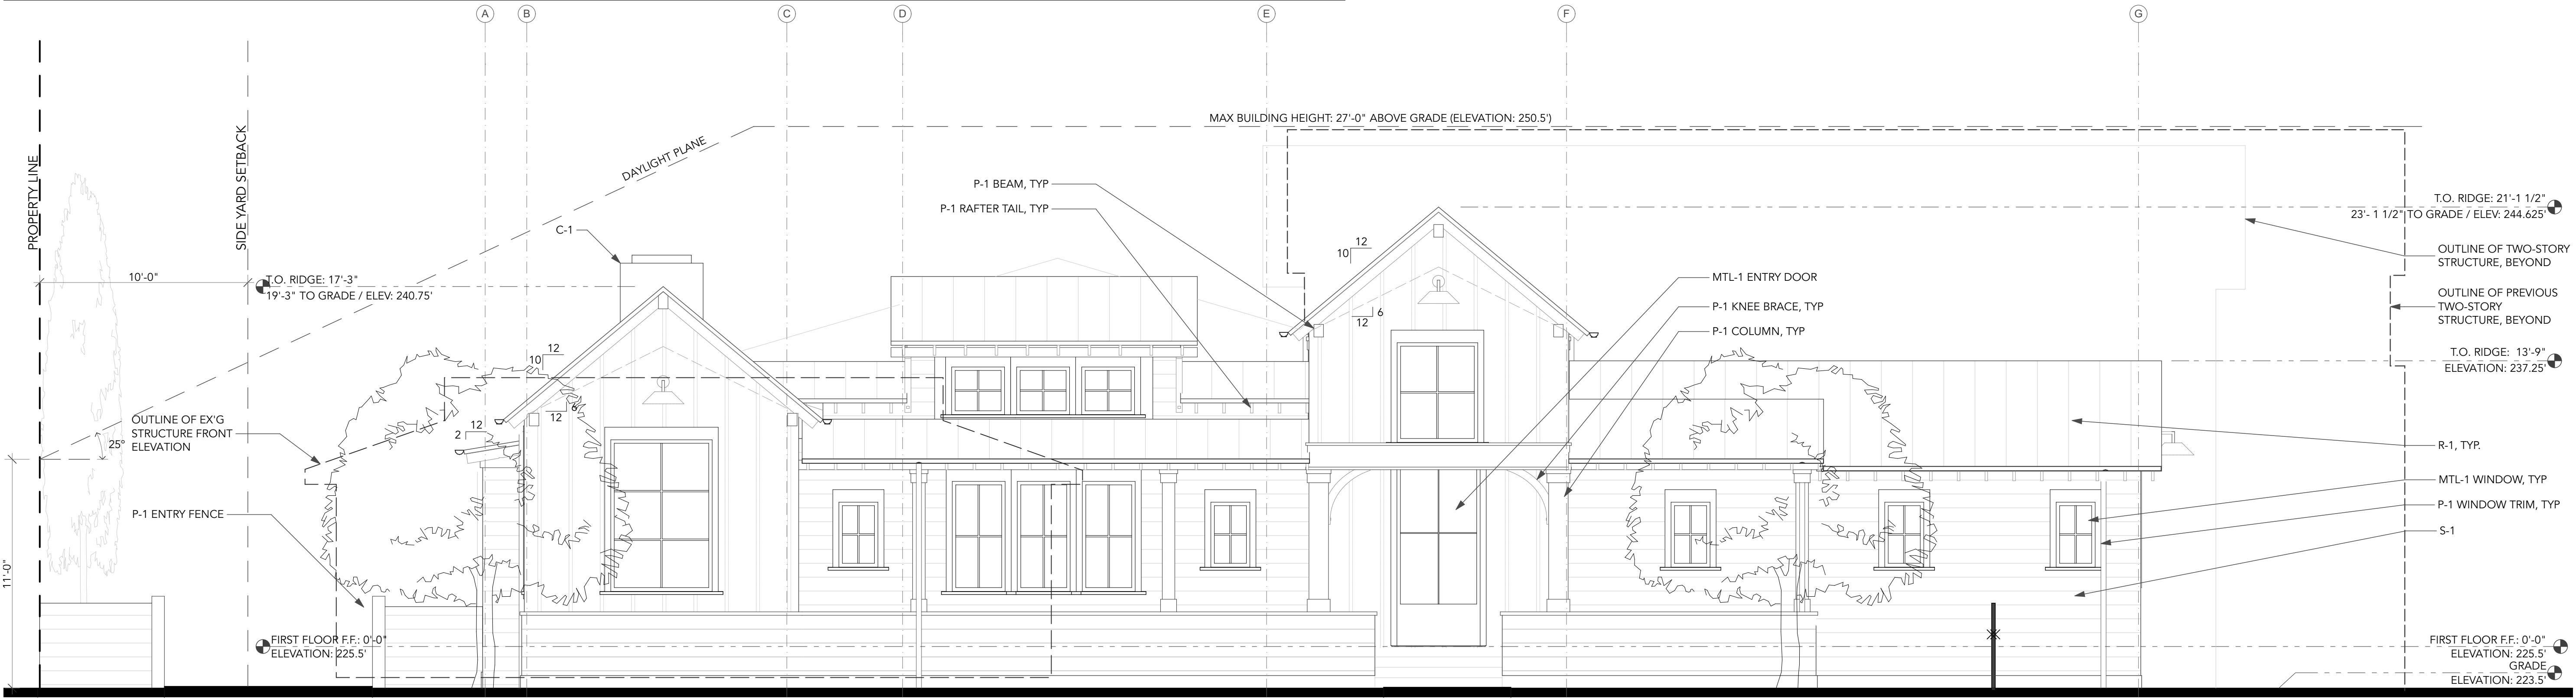 A
B
C
D
E
F
G
MAX BUILDING HEIGHT: 27'-0" ABOVE GRADE (ELEVATION: 250.5')
PROPERTY LINE
SIDE YARD SETBACK
DAYLIGHT PLANE
P-1 BEAM, TYP
P-1 RAFTER TAIL, TYP
C-1
10'-0"
T.O. RIDGE: 17'-3"
19'-3" TO GRADE / ELEV: 240.75'
12
10
6
12
12
10
12
6
12
2
25°
OUTLINE OF EX'G
STRUCTURE FRONT
ELEVATION
P-1 ENTRY FENCE
11'-0"
FIRST FLOOR F.F.: 0'-0"
ELEVATION: 225.5'
MTL-1 ENTRY DOOR
P-1 KNEE BRACE, TYP
P-1 COLUMN, TYP
T.O. RIDGE: 21'-1 1/2"
23'- 1 1/2" TO GRADE / ELEV: 244.625'
OUTLINE OF TWO-STORY
STRUCTURE, BEYOND
OUTLINE OF PREVIOUS
TWO-STORY
STRUCTURE, BEYOND
T.O. RIDGE: 13'-9"
ELEVATION: 237.25'
R-1, TYP.
MTL-1 WINDOW, TYP
P-1 WINDOW TRIM, TYP
S-1
FIRST FLOOR F.F.: 0'-0"
ELEVATION: 225.5'
GRADE
ELEVATION: 223.5'